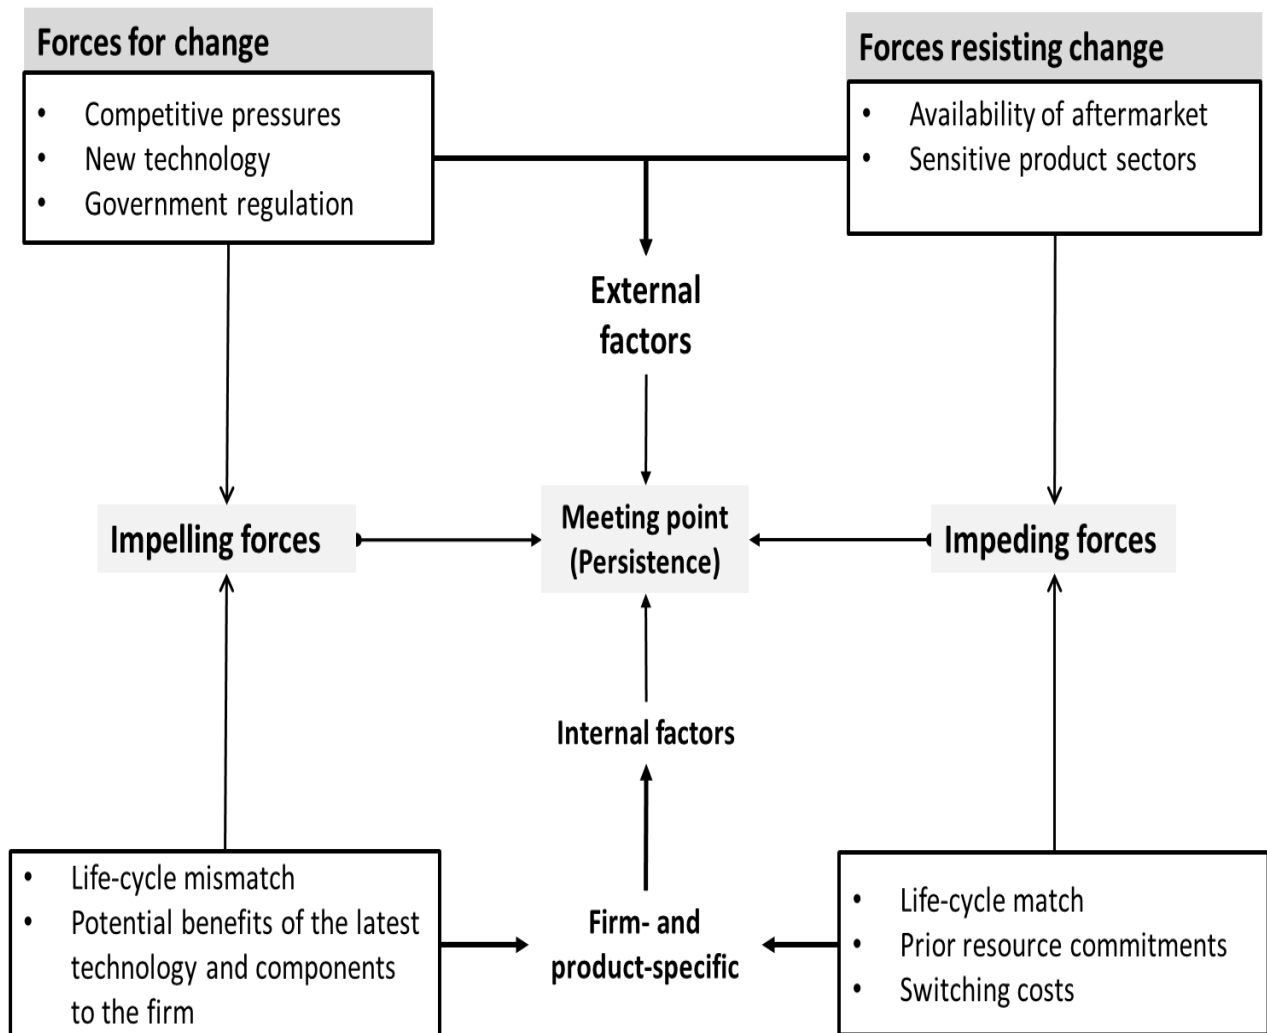 Forces for change
• Competitive pressures
• New technology
• Government regulation
Forces resisting change
• Availability of aftermarket
• Sensitive product sectors
External
factors
Impelling forces
Meeting point
(Persistence)
Impeding forces
Internal factors
• Life-cycle mismatch
• Potential benefits of the latest
technology and components
to the firm
Firm- and
product-specific
• Life-cycle match
• Prior resource commitments
• Switching costs